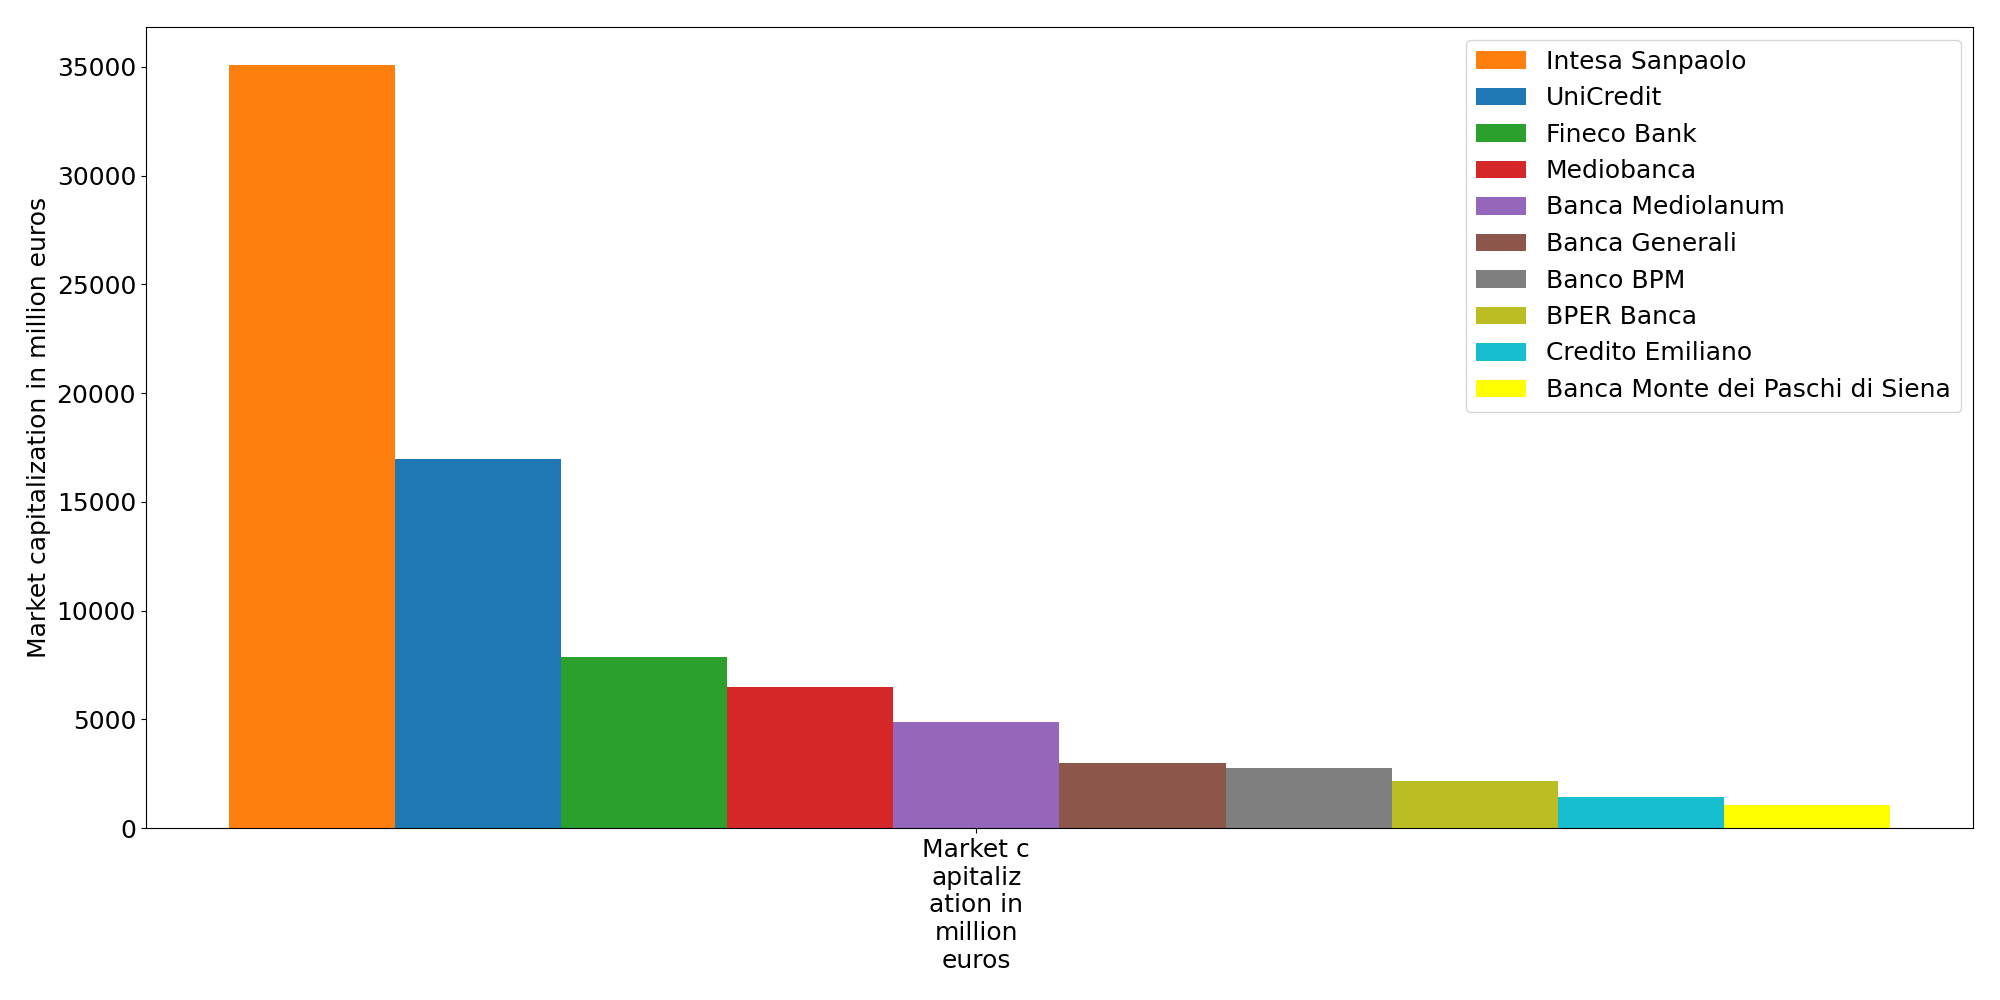 35000
30000
25000
20000
15000
10000
5000
0
Market capitalization in million euros
Market c
apitaliz
ation in
million
euros
Intesa Sanpaolo
UniCredit
Fineco Bank
Mediobanca
Banca Mediolanum
Banca Generali
Banco BPM
BPER Banca
Credito Emiliano
Banca Monte dei Paschi di Siena